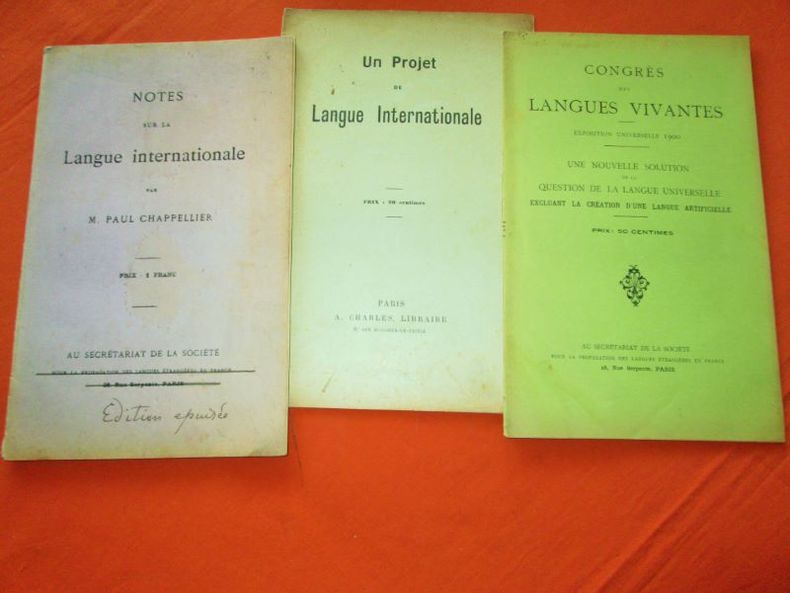 NOTES
SUR LA
Langue internationale
PAR
M. PAUL CHAPPELLIER
PRIX : 1 FRANC
AU SECRÉTARIAT DE LA SOCIÉTÉ
POUR LA PROPAGATION DES LANGUES ÉTRANGÈRES EN FRANCE
28 Rue Serpente, PARIS
Edition epuisée
Un Projet
DE
Langue Internationale
PRIX : centimes
PARIS
A. CHARLES, LIBRAIRE
CONGRÈS
DES
LANGUES VIVANTES
EXPOSITION UNIVERSELLE 1900
UNE NOUVELLE SOLUTION
DE LA
QUESTION DE LA LANGUE UNIVERSELLE
EXCLUANT LA CRÉATION D'UNE LANGUE ARTIFICIELLE
PRIX: 50 CENTIMES
AU SECRÉTARIAT DE LA SOCIÉTÉ
POUR LA PROPAGATION DES LANGUES ÉTRANGÈRES EN FRANCE
28, Rue Serpente, PARIS